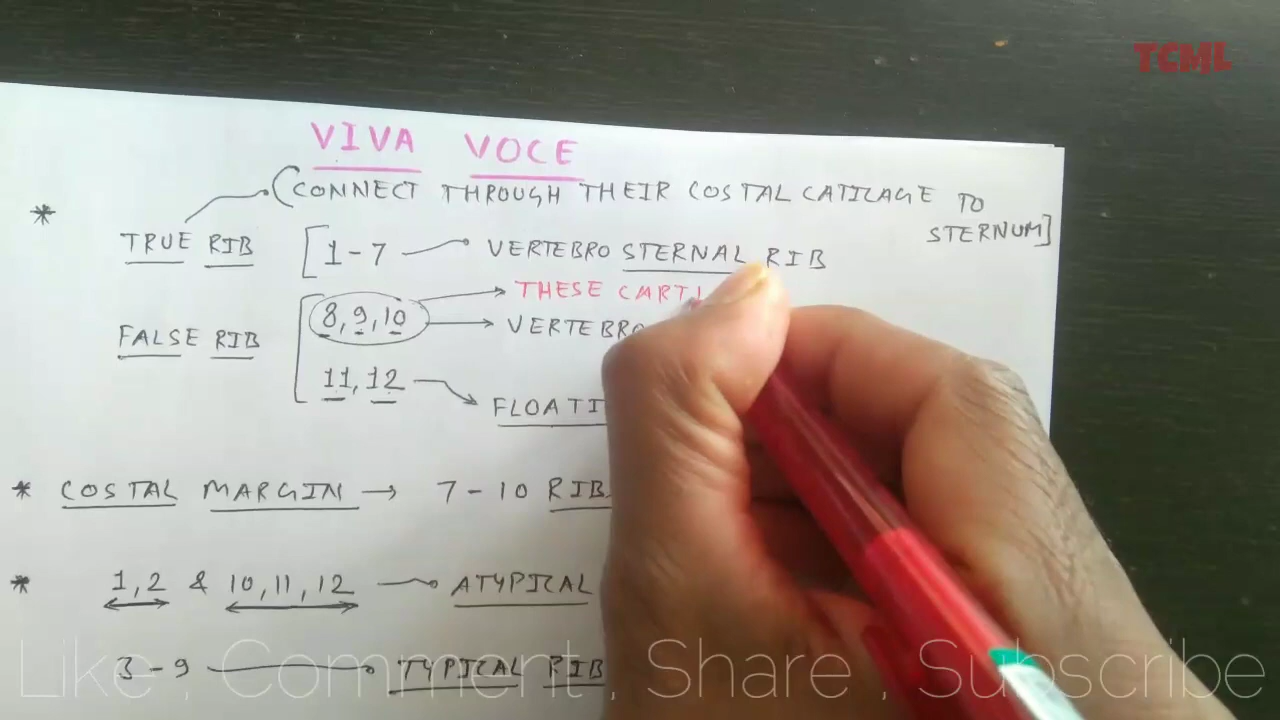 TCML
VIVA VOCE
* (CONNECT THROUGH THEIR COSTAL CATILAGE TO
STERNUM]
TRUE RIB [1-7 VERTEBRO STERNAL RIB
THESE
FALSE RIB 8, 9, 10 VERTEBRO
11, 12
* COSTAL MARGIN → 7-10 RIB
* 1,2 & 10, 11, 12 ATYPICAL
3-9 TYPICAL RIB
Like , Comment , Share , Subscribe